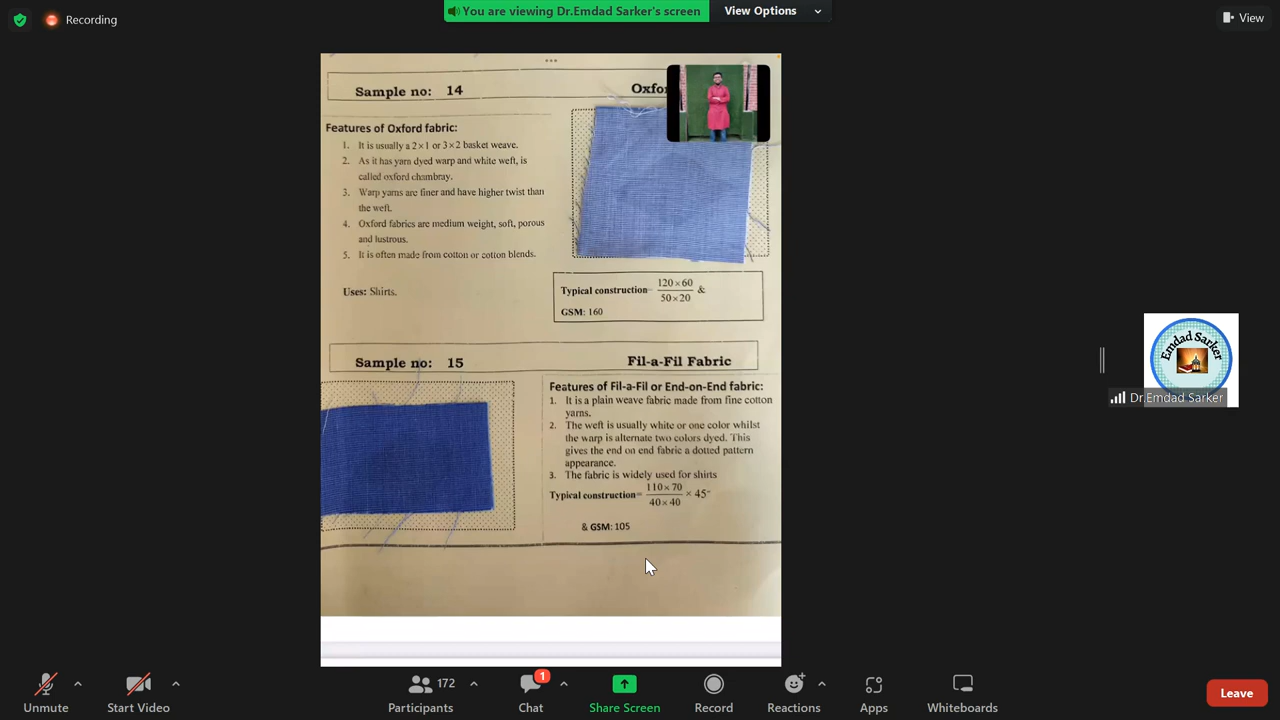 Recording
You are viewing Dr.Emdad Sarker's screen
View Options
View
Sample no: 14
Oxfo
Features of Oxford fabric:
1. It is usually a 2×1 or 3×2 basket weave.
2. As it has yarn dyed warp and white weft, is
called oxford chambray.
3. Warp yarns are finer and have higher twist than
the weft.
4. Oxford fabrics are medium weight, soft, porous
and lustrous.
5. It is often made from cotton or cotton blends.
Uses: Shirts.
Typical construction= 120×60 / 50×20 &
GSM: 160
Sample no: 15
Fil-a-Fil Fabric
Features of Fil-a-Fil or End-on-End fabric:
1. It is a plain weave fabric made from fine cotton
yarns.
2. The weft is usually white or one color whilst
the warp is alternate two colors dyed. This
gives the end on end fabric a dotted pattern
appearance.
3. The fabric is widely used for shirts
Typical construction= 110×70 / 40×40 × 45"
& GSM: 105
Emdad Sarker
Dr.Emdad Sarker
Unmute
Start Video
172
Participants
1
Chat
Share Screen
Record
Reactions
Apps
Whiteboards
Leave